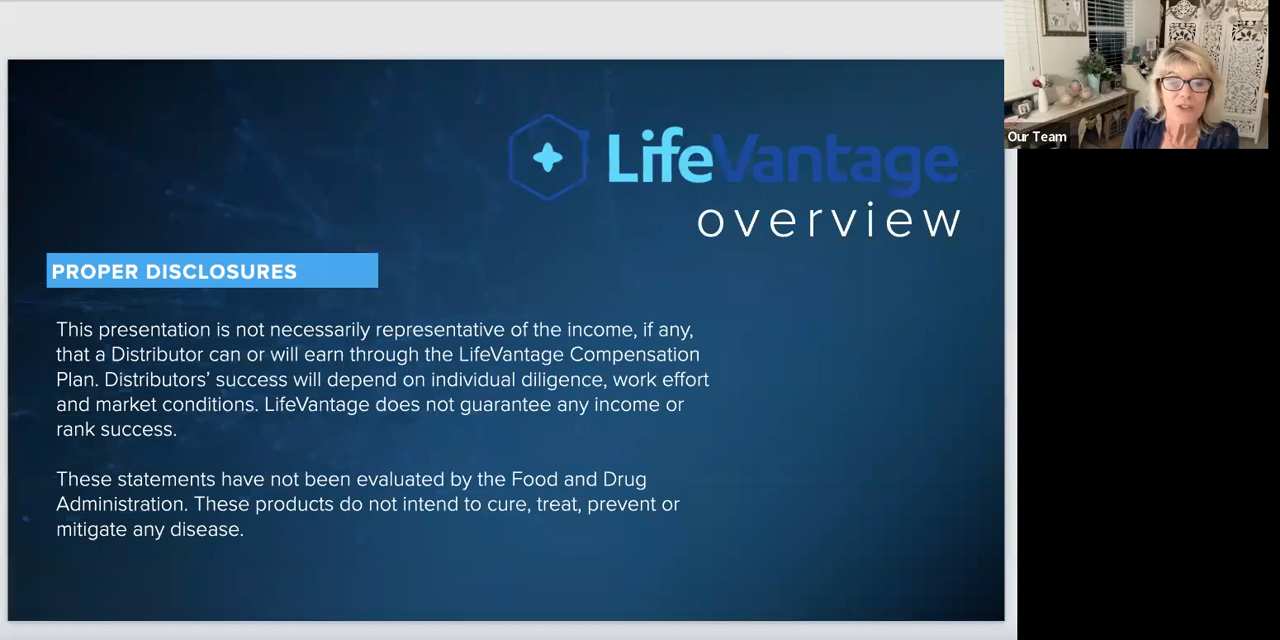 LifeVantage
overview
PROPER DISCLOSURES
This presentation is not necessarily representative of the income, if any,
that a Distributor can or will earn through the LifeVantage Compensation
Plan. Distributors’ success will depend on individual diligence, work effort
and market conditions. LifeVantage does not guarantee any income or
rank success.
These statements have not been evaluated by the Food and Drug
Administration. These products do not intend to cure, treat, prevent or
mitigate any disease.
Our Team